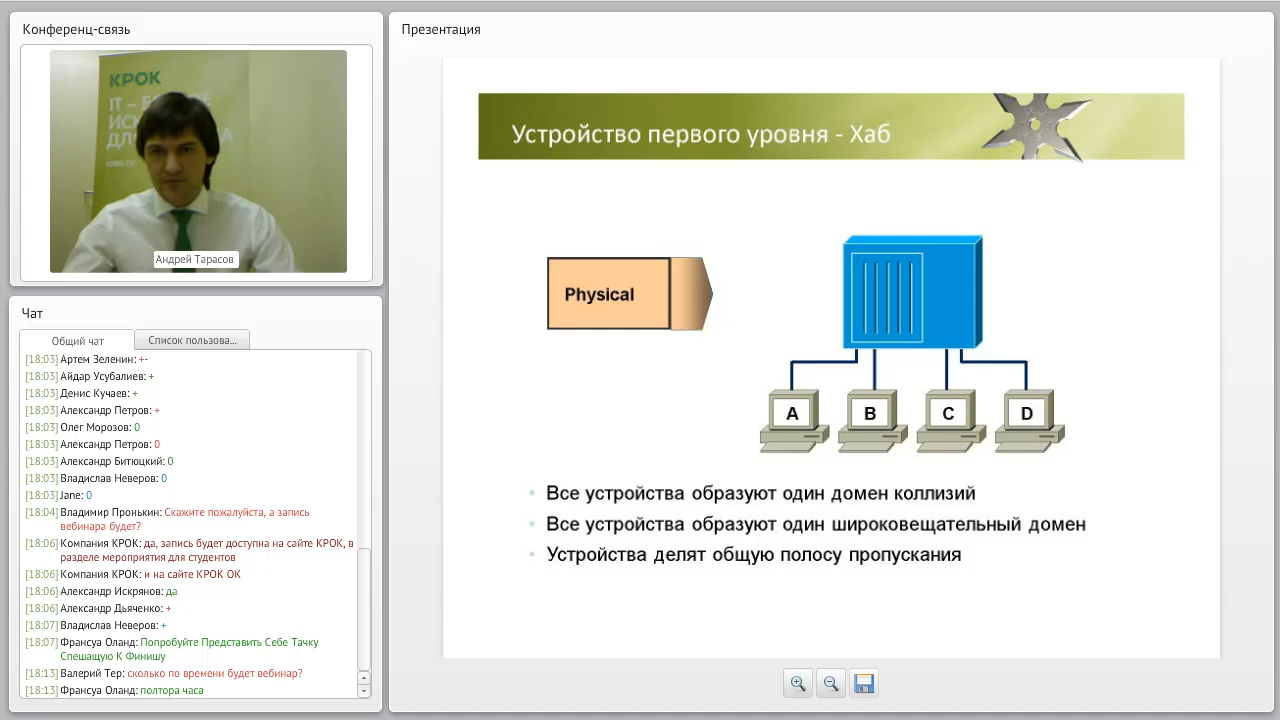 Конференц-связь
КРОК
IT –
ИСК
ДЛ
Андрей Тарасов
Чат
Общий чат
Список пользова...
[18:03] Артем Зеленин: +-
[18:03] Айдар Усубалиев: +
[18:03] Денис Кучаев: +
[18:03] Александр Петров: +
[18:03] Олег Морозов: 0
[18:03] Александр Петров: 0
[18:03] Александр Битюцкий: 0
[18:03] Владислав Неверов: 0
[18:03] Jane: 0
[18:04] Владимир Пронькин: Скажите пожалуйста, а запись
вебинара будет?
[18:06] Компания КРОК: да, запись будет доступна на сайте КРОК, в
разделе мероприятия для студентов
[18:06] Компания КРОК: и на сайте КРОК ОК
[18:06] Александр Искрянов: да
[18:06] Александр Дьяченко: +
[18:07] Владислав Неверов: +
[18:07] Франсуа Оланд: Попробуйте Представить Себе Тачку
Спешащую К Финишу
[18:13] Валерий Тер: сколько по времени будет вебинар?
[18:13] Франсуа Оланд: полтора часа
Презентация
Устройство первого уровня - Хаб
Physical
A
B
C
D
Все устройства образуют один домен коллизий
Все устройства образуют один широковещательный домен
Устройства делят общую полосу пропускания